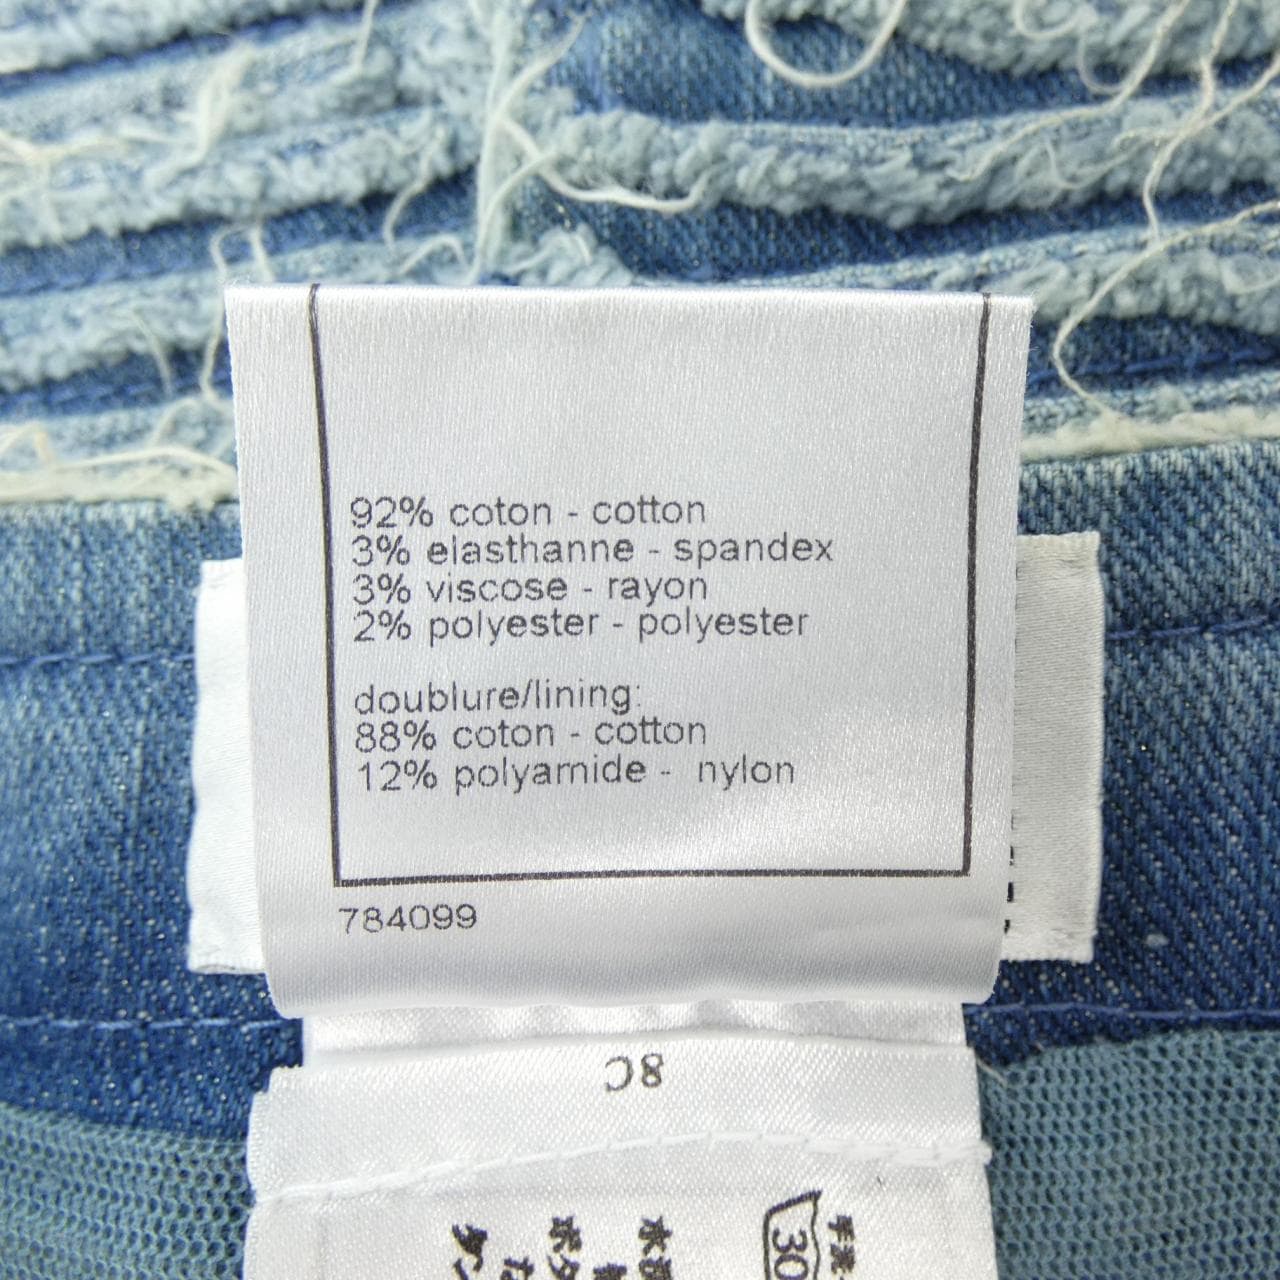 92% coton - cotton
3% elasthanne - spandex
3% viscose - rayon
2% polyester - polyester
doublure/lining:
88% coton - cotton
12% polyamide -  nylon
784099
8C
30